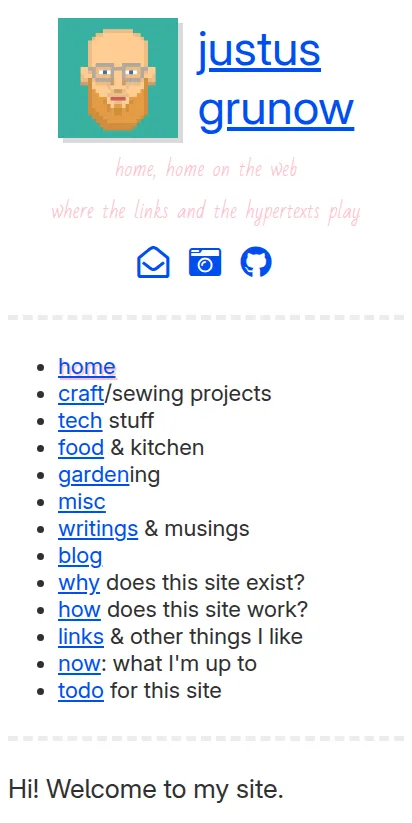 justus
grunow
home, home on the web
where the links and the hypertexts play
home
craft/sewing projects
tech stuff
food & kitchen
gardening
misc
writings & musings
blog
why does this site exist?
how does this site work?
links & other things I like
now: what I'm up to
todo for this site
Hi! Welcome to my site.